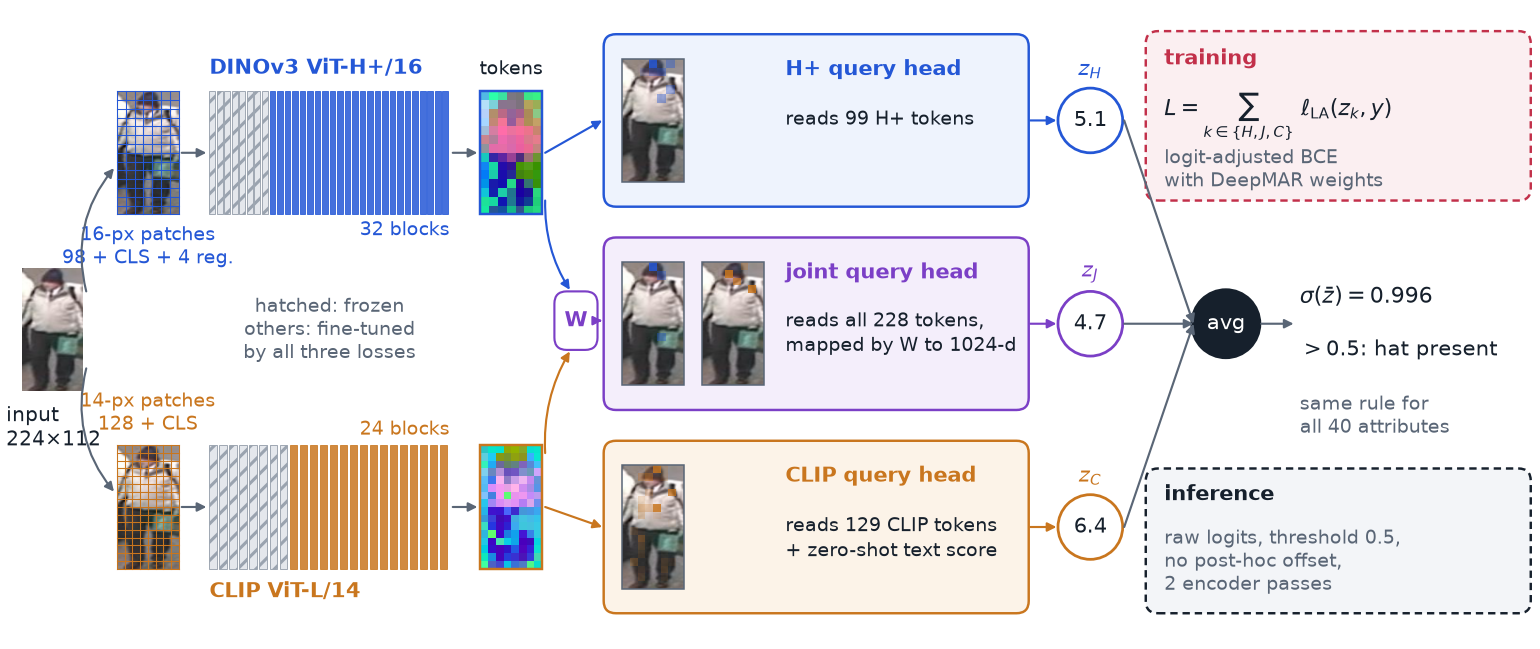 DINOv3 ViT-H+/16
tokens
16-px patches
98 + CLS + 4 reg.
32 blocks
input
224×112
hatched: frozen
others: fine-tuned
by all three losses
14-px patches
128 + CLS
24 blocks
CLIP ViT-L/14
W
H+ query head
reads 99 H+ tokens
joint query head
reads all 228 tokens,
mapped by W to 1024-d
CLIP query head
reads 129 CLIP tokens
+ zero-shot text score
z_H
5.1
z_J
4.7
z_C
6.4
avg
training
L = ∑ ℓ_LA(z_k, y)
k ∈ {H, J, C}
logit-adjusted BCE
with DeepMAR weights
σ(z̄) = 0.996
> 0.5: hat present
same rule for
all 40 attributes
inference
raw logits, threshold 0.5,
no post-hoc offset,
2 encoder passes